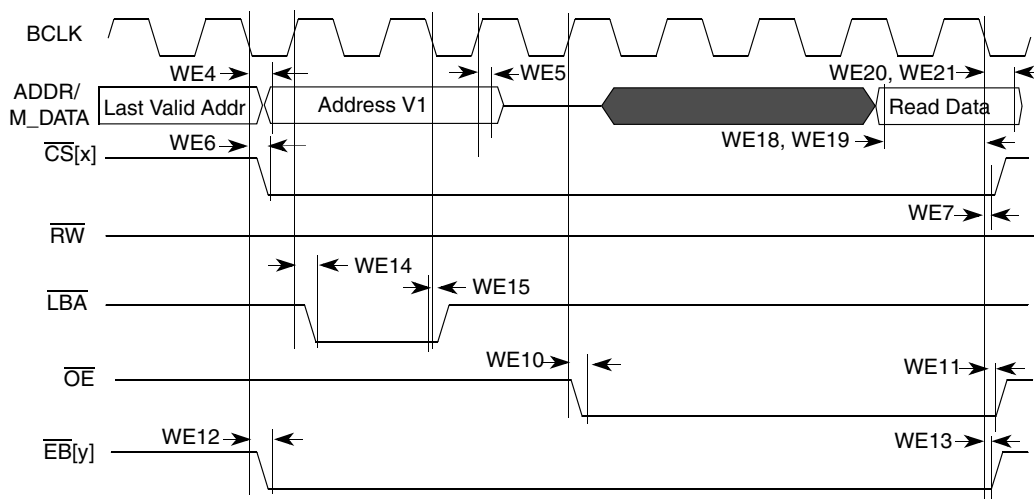 BCLK
WE4
WE5
WE20, WE21
ADDR/
M_DATA
Last Valid Addr
Address V1
Read Data
WE6
WE18, WE19
CS[x]
WE7
RW
WE14
WE15
LBA
WE10
WE11
OE
WE12
WE13
EB[y]